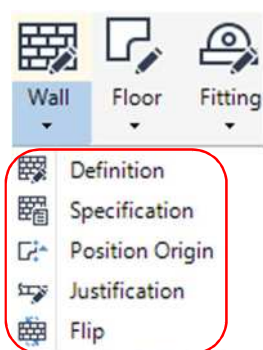 Wall Floor Fitting
Definition
Specification
Position Origin
Justification
Flip